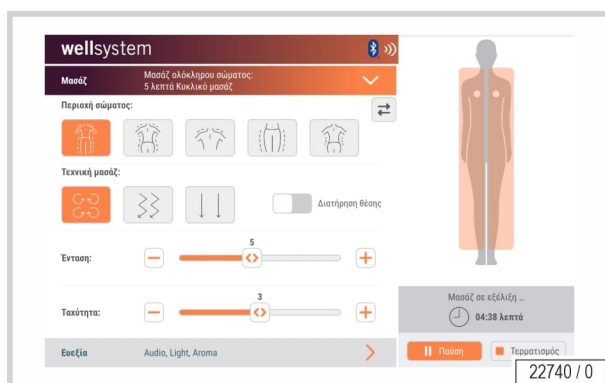 wellsystem
Μασάζ
Μασάζ ολόκληρου σώματος:
5 λεπτά Κυκλικό μασάζ
Περιοχή σώματος:
Τεχνική μασάζ:
Διατήρηση θέσης
Ένταση:
5
Ταχύτητα:
3
Ευεξία
Audio, Light, Aroma
Μασάζ σε εξέλιξη ...
04:38 λεπτά
Παύση
Τερματισμός
22740 / 0